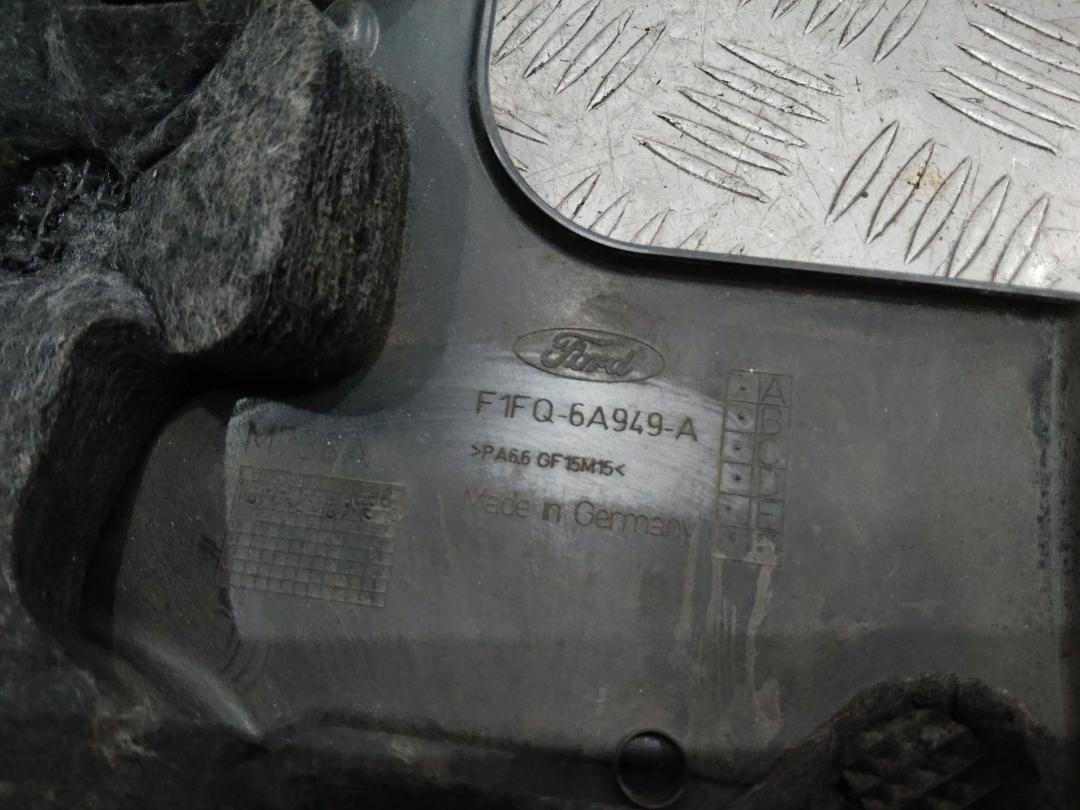 Ford
F1FQ-6A949-A
>PA6.6 GF15M15<
Made in Germany
A
B
C
D
E
F